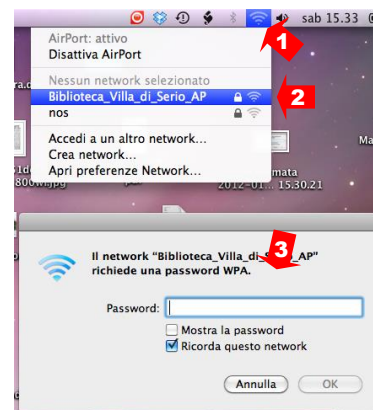 sab 15.33
1
AirPort: attivo
Disattiva AirPort
Nessun network selezionato
Biblioteca_Villa_di_Serio_AP
2
nos
Accedi a un altro network...
Crea network...
Apri preferenze Network...
2012-01... 15.30.21
3
Il network "Biblioteca_Villa_di_S AP"
richiede una password WPA.
Password:
Mostra la password
Ricorda questo network
Annulla
OK